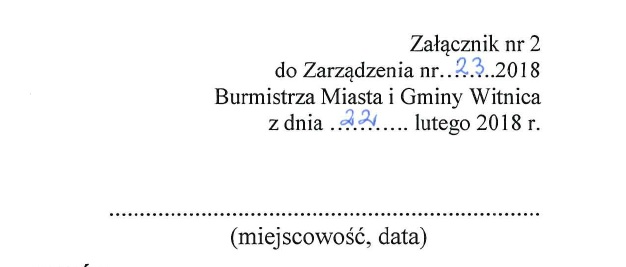 Załącznik nr 2
do Zarządzenia nr...23...2018
Burmistrza Miasta i Gminy Witnica
z dnia ...22..... lutego 2018 r.
......................................................................
(miejscowość, data)